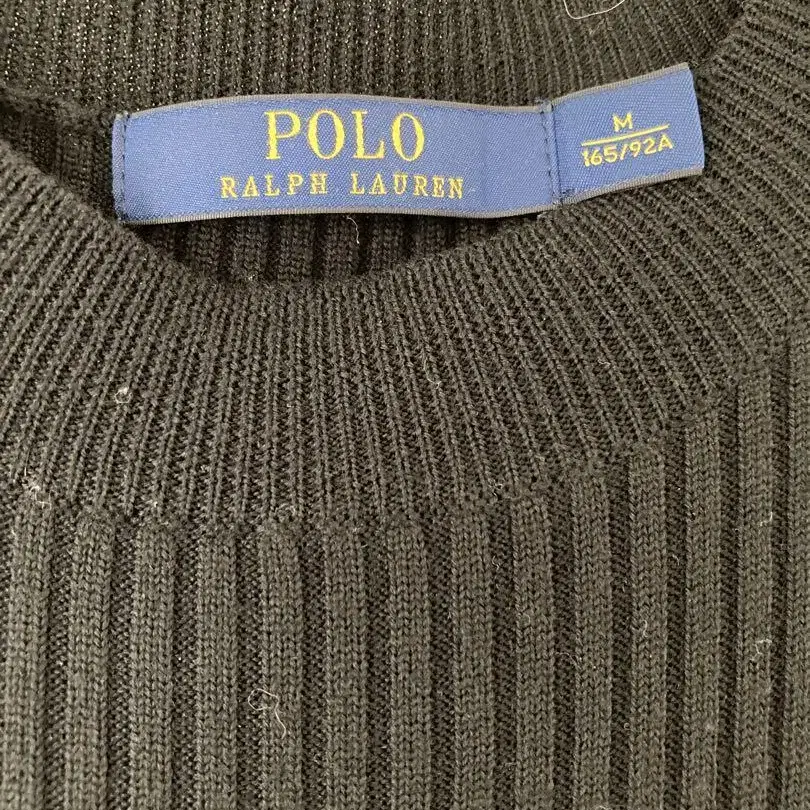 POLO
RALPH LAUREN
M
165/92A